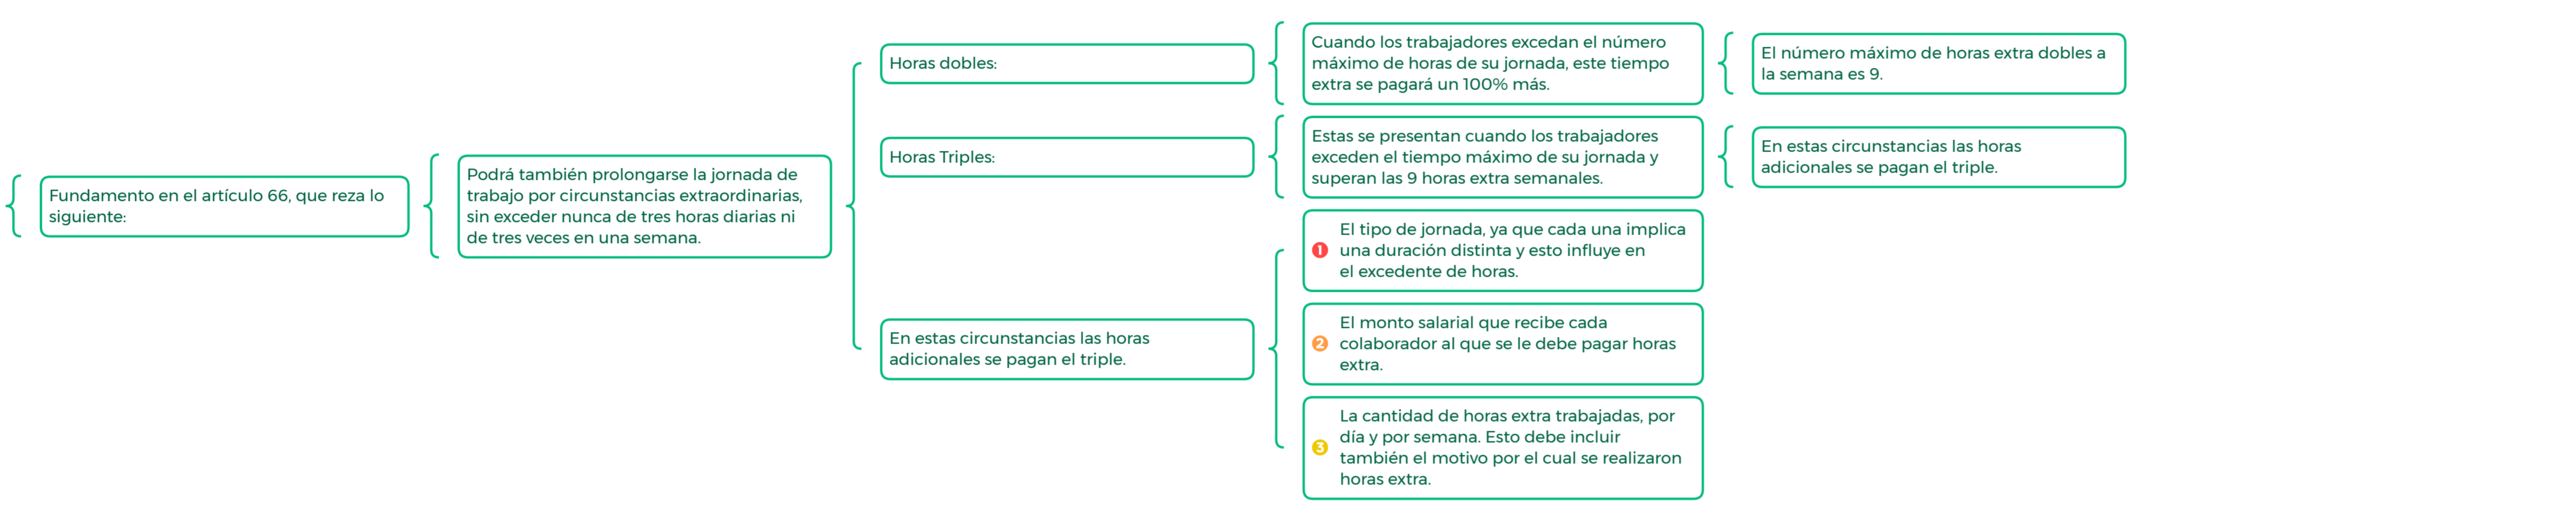 Fundamento en el artículo 66, que reza lo
siguiente:
Podrá también prolongarse la jornada de
trabajo por circunstancias extraordinarias,
sin exceder nunca de tres horas diarias ni
de tres veces en una semana.
Horas dobles:
Cuando los trabajadores excedan el número
máximo de horas de su jornada, este tiempo
extra se pagará un 100% más.
El número máximo de horas extra dobles a
la semana es 9.
Horas Triples:
Estas se presentan cuando los trabajadores
exceden el tiempo máximo de su jornada y
superan las 9 horas extra semanales.
En estas circunstancias las horas
adicionales se pagan el triple.
En estas circunstancias las horas
adicionales se pagan el triple.
1 El tipo de jornada, ya que cada una implica
una duración distinta y esto influye en
el excedente de horas.
2 El monto salarial que recibe cada
colaborador al que se le debe pagar horas
extra.
3 La cantidad de horas extra trabajadas, por
día y por semana. Esto debe incluir
también el motivo por el cual se realizaron
horas extra.